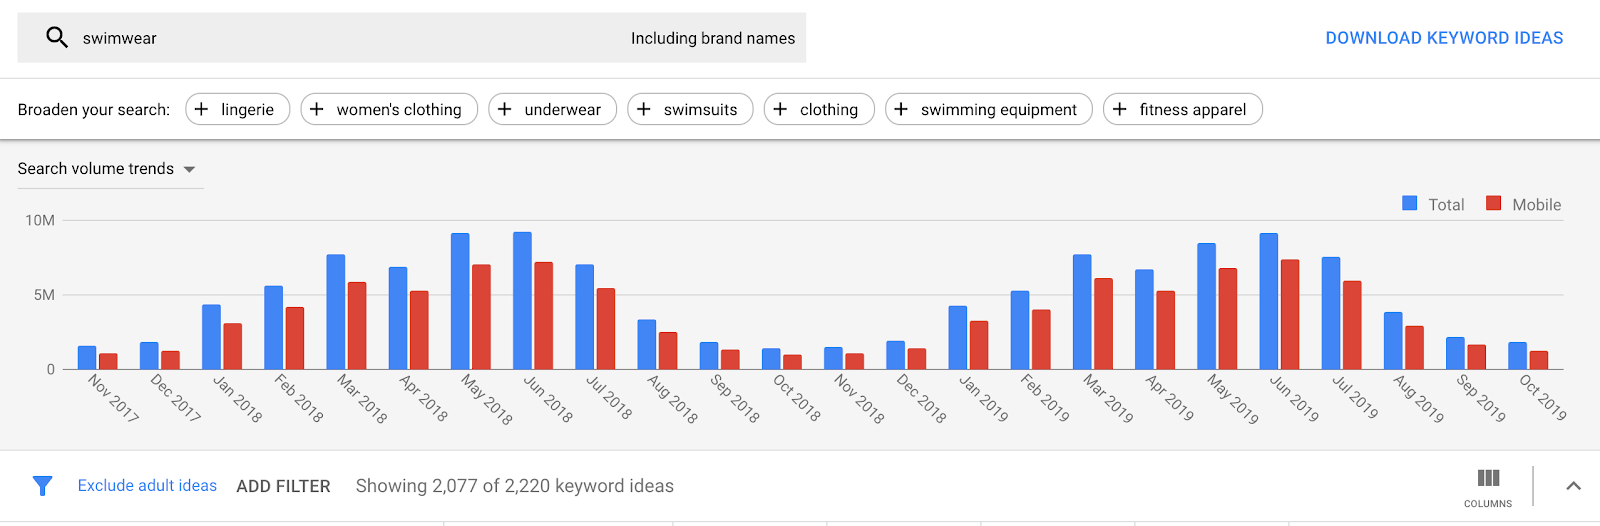 swimwear Including brand names DOWNLOAD KEYWORD IDEAS
Broaden your search: + lingerie + women's clothing + underwear + swimsuits + clothing + swimming equipment + fitness apparel
Search volume trends
Total Mobile
10M
5M
0
Nov 2017 Dec 2017 Jan 2018 Feb 2018 Mar 2018 Apr 2018 May 2018 Jun 2018 Jul 2018 Aug 2018 Sep 2018 Oct 2018 Nov 2018 Dec 2018 Jan 2019 Feb 2019 Mar 2019 Apr 2019 May 2019 Jun 2019 Jul 2019 Aug 2019 Sep 2019 Oct 2019
Exclude adult ideas ADD FILTER Showing 2,077 of 2,220 keyword ideas
COLUMNS